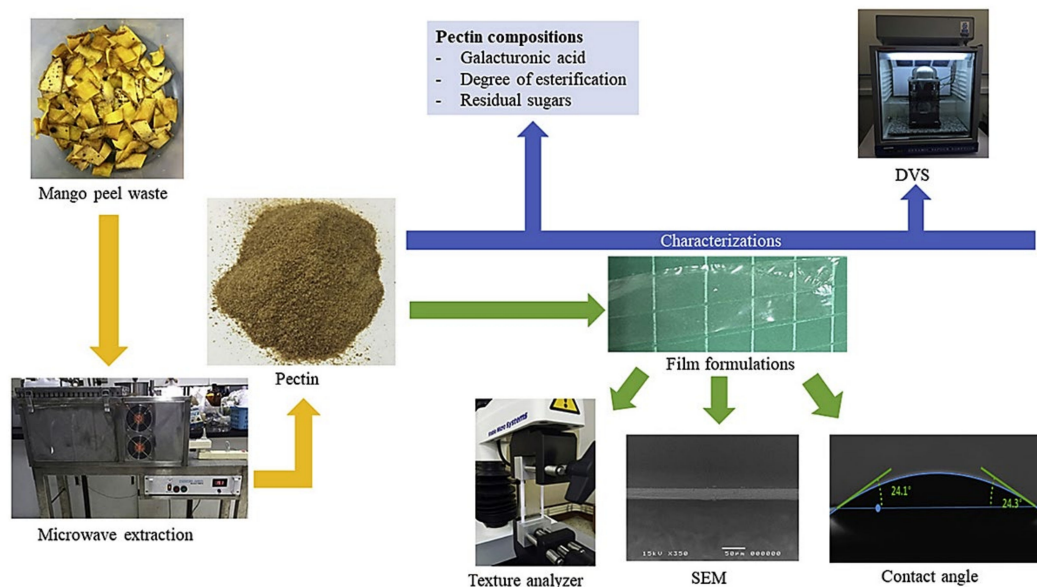 Pectin compositions
- Galacturonic acid
- Degree of esterification
- Residual sugars
Mango peel waste
DVS
Characterizations
Pectin
Film formulations
Microwave extraction
Texture analyzer
15kV X350 50µm 000000
SEM
24.1°
24.3°
Contact angle